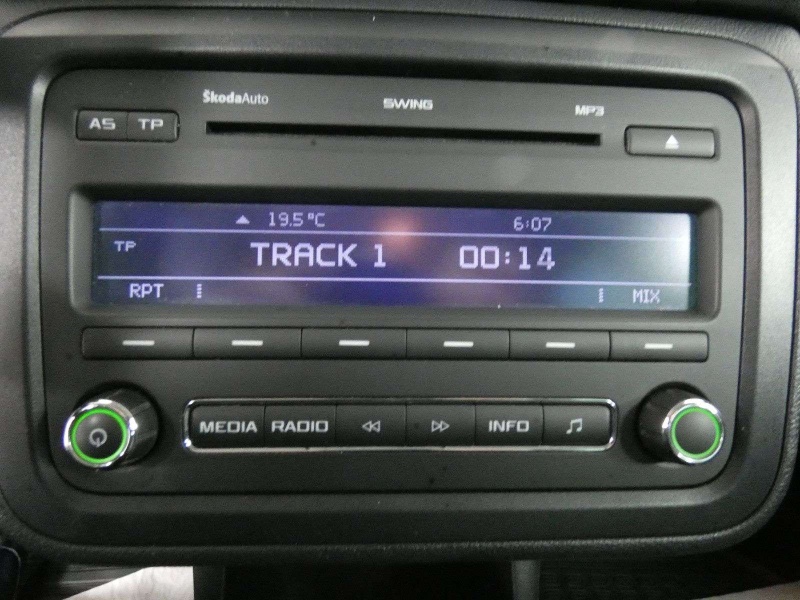 ŠkodaAuto SWING MP3
AS TP
19.5°C 6:07
TP TRACK 1 00:14
RPT MIX
MEDIA RADIO INFO